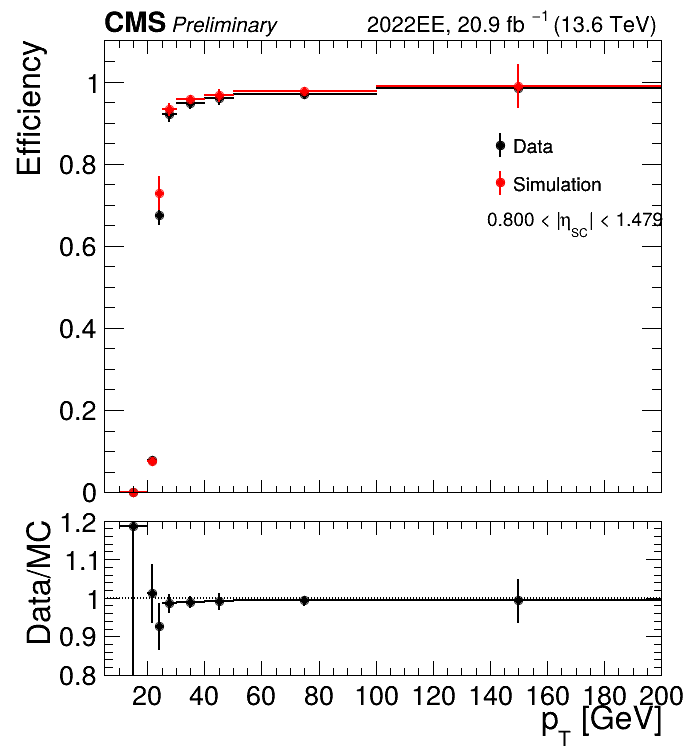 CMS Preliminary 2022EE, 20.9 fb⁻¹ (13.6 TeV)
Efficiency
1
0.8
0.6
0.4
0.2
0
Data
Simulation
0.800 < |η_SC| < 1.479
Data/MC
1.2
1.1
1
0.9
0.8
20 40 60 80 100 120 140 160 180 200
p_T [GeV]